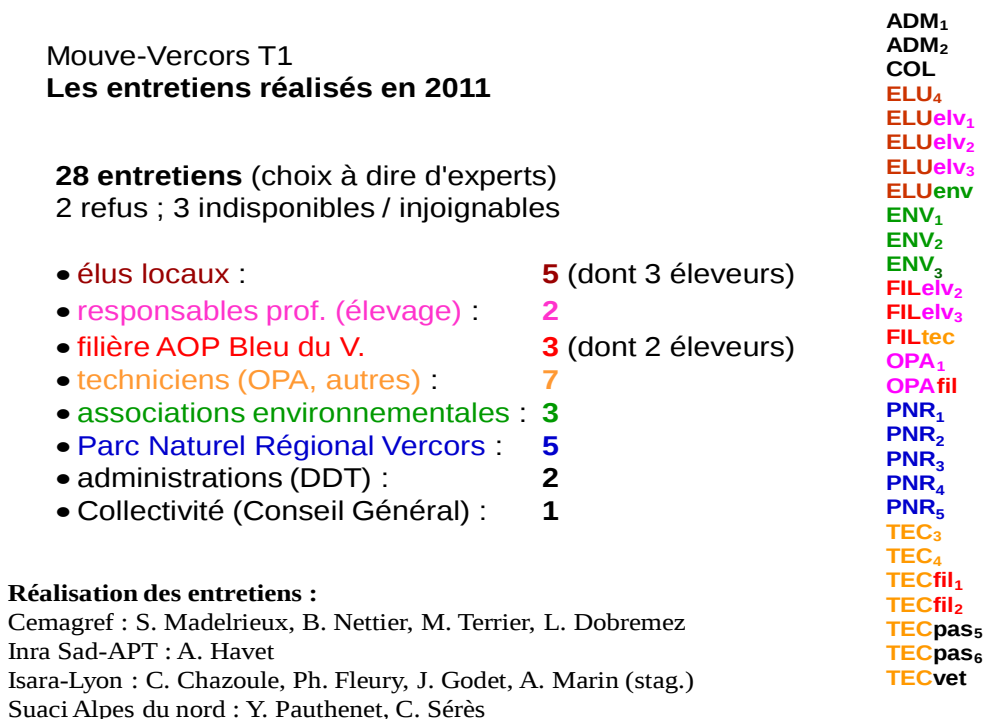 Mouve-Vercors T1
Les entretiens réalisés en 2011
28 entretiens (choix à dire d'experts)
2 refus ; 3 indisponibles / injoignables
• élus locaux : 5 (dont 3 éleveurs)
• responsables prof. (élevage) : 2
• filière AOP Bleu du V. 3 (dont 2 éleveurs)
• techniciens (OPA, autres) : 7
• associations environnementales : 3
• Parc Naturel Régional Vercors : 5
• administrations (DDT) : 2
• Collectivité (Conseil Général) : 1
Réalisation des entretiens :
Cemagref : S. Madelrieux, B. Nettier, M. Terrier, L. Dobremez
Inra Sad-APT : A. Havet
Isara-Lyon : C. Chazoule, Ph. Fleury, J. Godet, A. Marin (stag.)
Suaci Alpes du nord : Y. Pauthenet, C. Sérès
ADM₁
ADM₂
COL
ELU₄
ELUelv₁
ELUelv₂
ELUelv₃
ELUenv
ENV₁
ENV₂
ENV₃
FILelv₂
FILelv₃
FILtec
OPA₁
OPAfil
PNR₁
PNR₂
PNR₃
PNR₄
PNR₅
TEC₃
TEC₄
TECfil₁
TECfil₂
TECpas₅
TECpas₆
TECvet